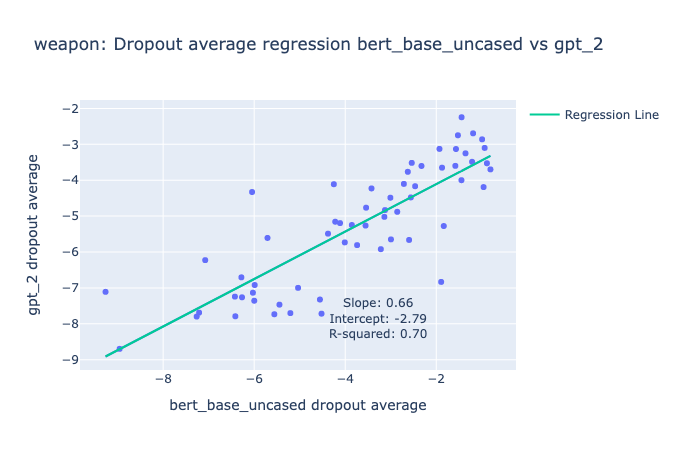 weapon: Dropout average regression bert_base_uncased vs gpt_2
Regression Line
gpt_2 dropout average
−2
−3
−4
−5
−6
−7
−8
−9
Slope: 0.66
Intercept: -2.79
R-squared: 0.70
−8 −6 −4 −2
bert_base_uncased dropout average